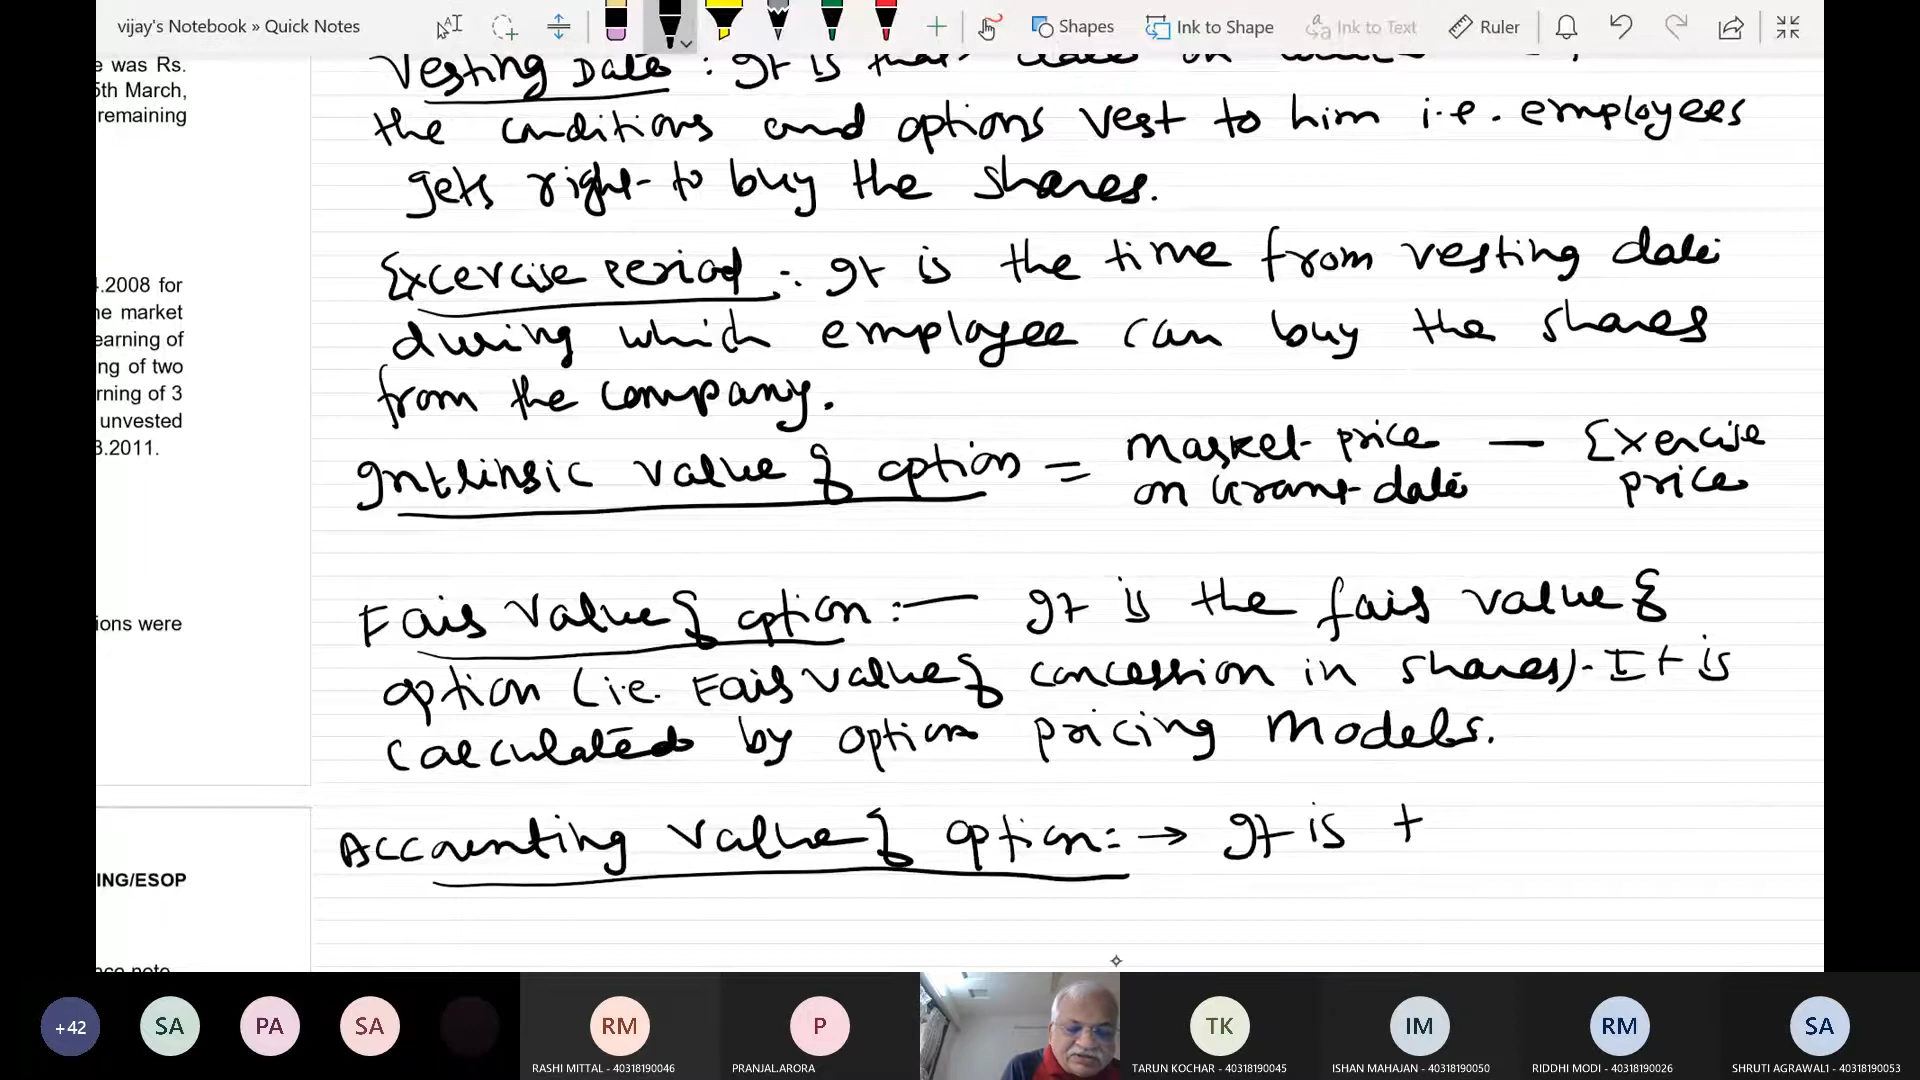 vijay's Notebook » Quick Notes
Shapes
Ink to Shape
Ink to Text
Ruler
e was Rs.
5th March,
remaining
.2008 for
he market
earning of
ng of two
rning of 3
unvested
3.2011.
ions were
ING/ESOP
Vesting Date : It is that date on
the conditions and options vest to him i.e. employees
gets right to buy the shares.
Excercise period : It is the time from vesting date
during which employee can buy the shares
from the company.
Intrinsic value of option = market price on Grant date — Exercise price
Fair Value of option :— It is the fair value of
option (i.e. Fair value of concession in shares). It is
calculated by option pricing models.
Accounting value of option :→ It is t
+42
SA
PA
SA
RM
RASHI MITTAL - 40318190046
P
PRANJAL.ARORA
TK
TARUN KOCHAR - 40318190045
IM
ISHAN MAHAJAN - 40318190050
RM
RIDDHI MODI - 40318190026
SA
SHRUTI AGRAWAL1 - 40318190053